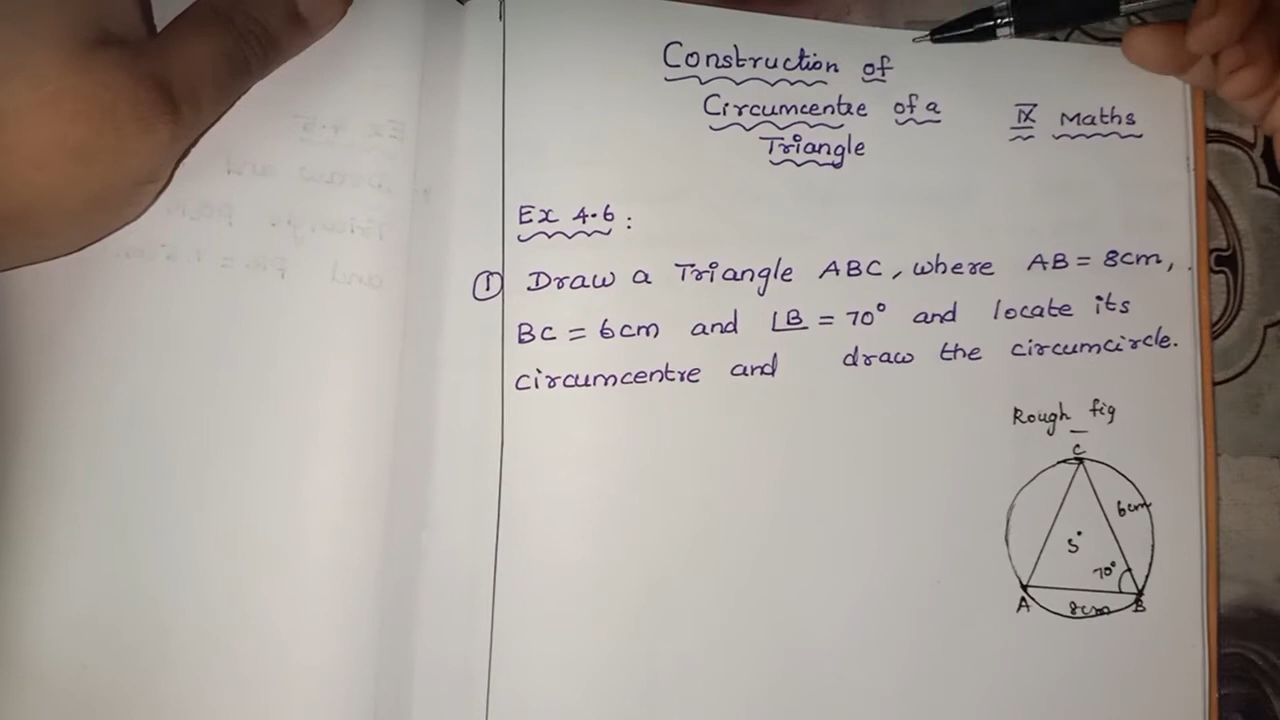 Construction of
Circumcentre of a
Triangle
IX Maths
Ex 4.6 :
① Draw a Triangle ABC, where AB = 8cm,
BC = 6cm and ∠B = 70° and locate its
circumcentre and draw the circumcircle.
Rough fig
C
6cm
S
70°
A 8cm B